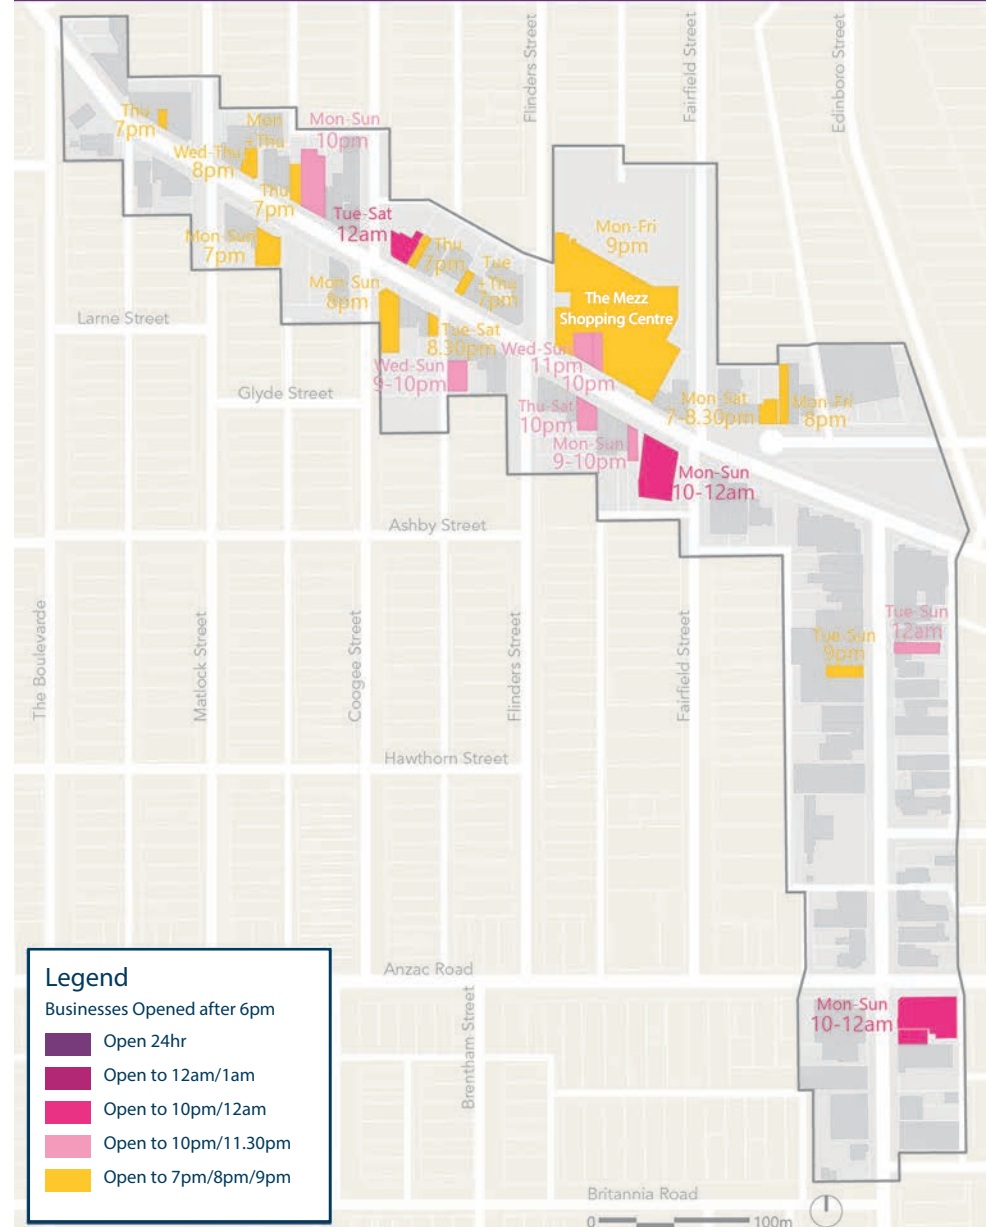 Flinders Street
Fairfield Street
Edinboro Street
Thu
7pm
Mon
+Thu
Mon-Sun
10pm
Wed-Thu
8pm
Thu
7pm
Tue-Sat
12am
Mon-Sun
7pm
Thu
7pm
Tue
+Thu
7pm
Mon-Fri
9pm
The Mezz
Shopping Centre
Mon-Sun
8pm
Larne Street
Tue-Sat
8.30pm
Wed-Sun
11pm
10pm
Wed-Sun
9-10pm
Glyde Street
Thu-Sat
10pm
Mon-Sat
7-8.30pm
Mon-Fri
8pm
Mon-Sun
9-10pm
Mon-Sun
10-12am
Ashby Street
The Boulevarde
Matlock Street
Coogee Street
Flinders Street
Fairfield Street
Tue-Sun
12am
Tue-Sun
9pm
Hawthorn Street
Anzac Road
Brentham Street
Mon-Sun
10-12am
Legend
Businesses Opened after 6pm
Open 24hr
Open to 12am/1am
Open to 10pm/12am
Open to 10pm/11.30pm
Open to 7pm/8pm/9pm
Britannia Road
0
100m